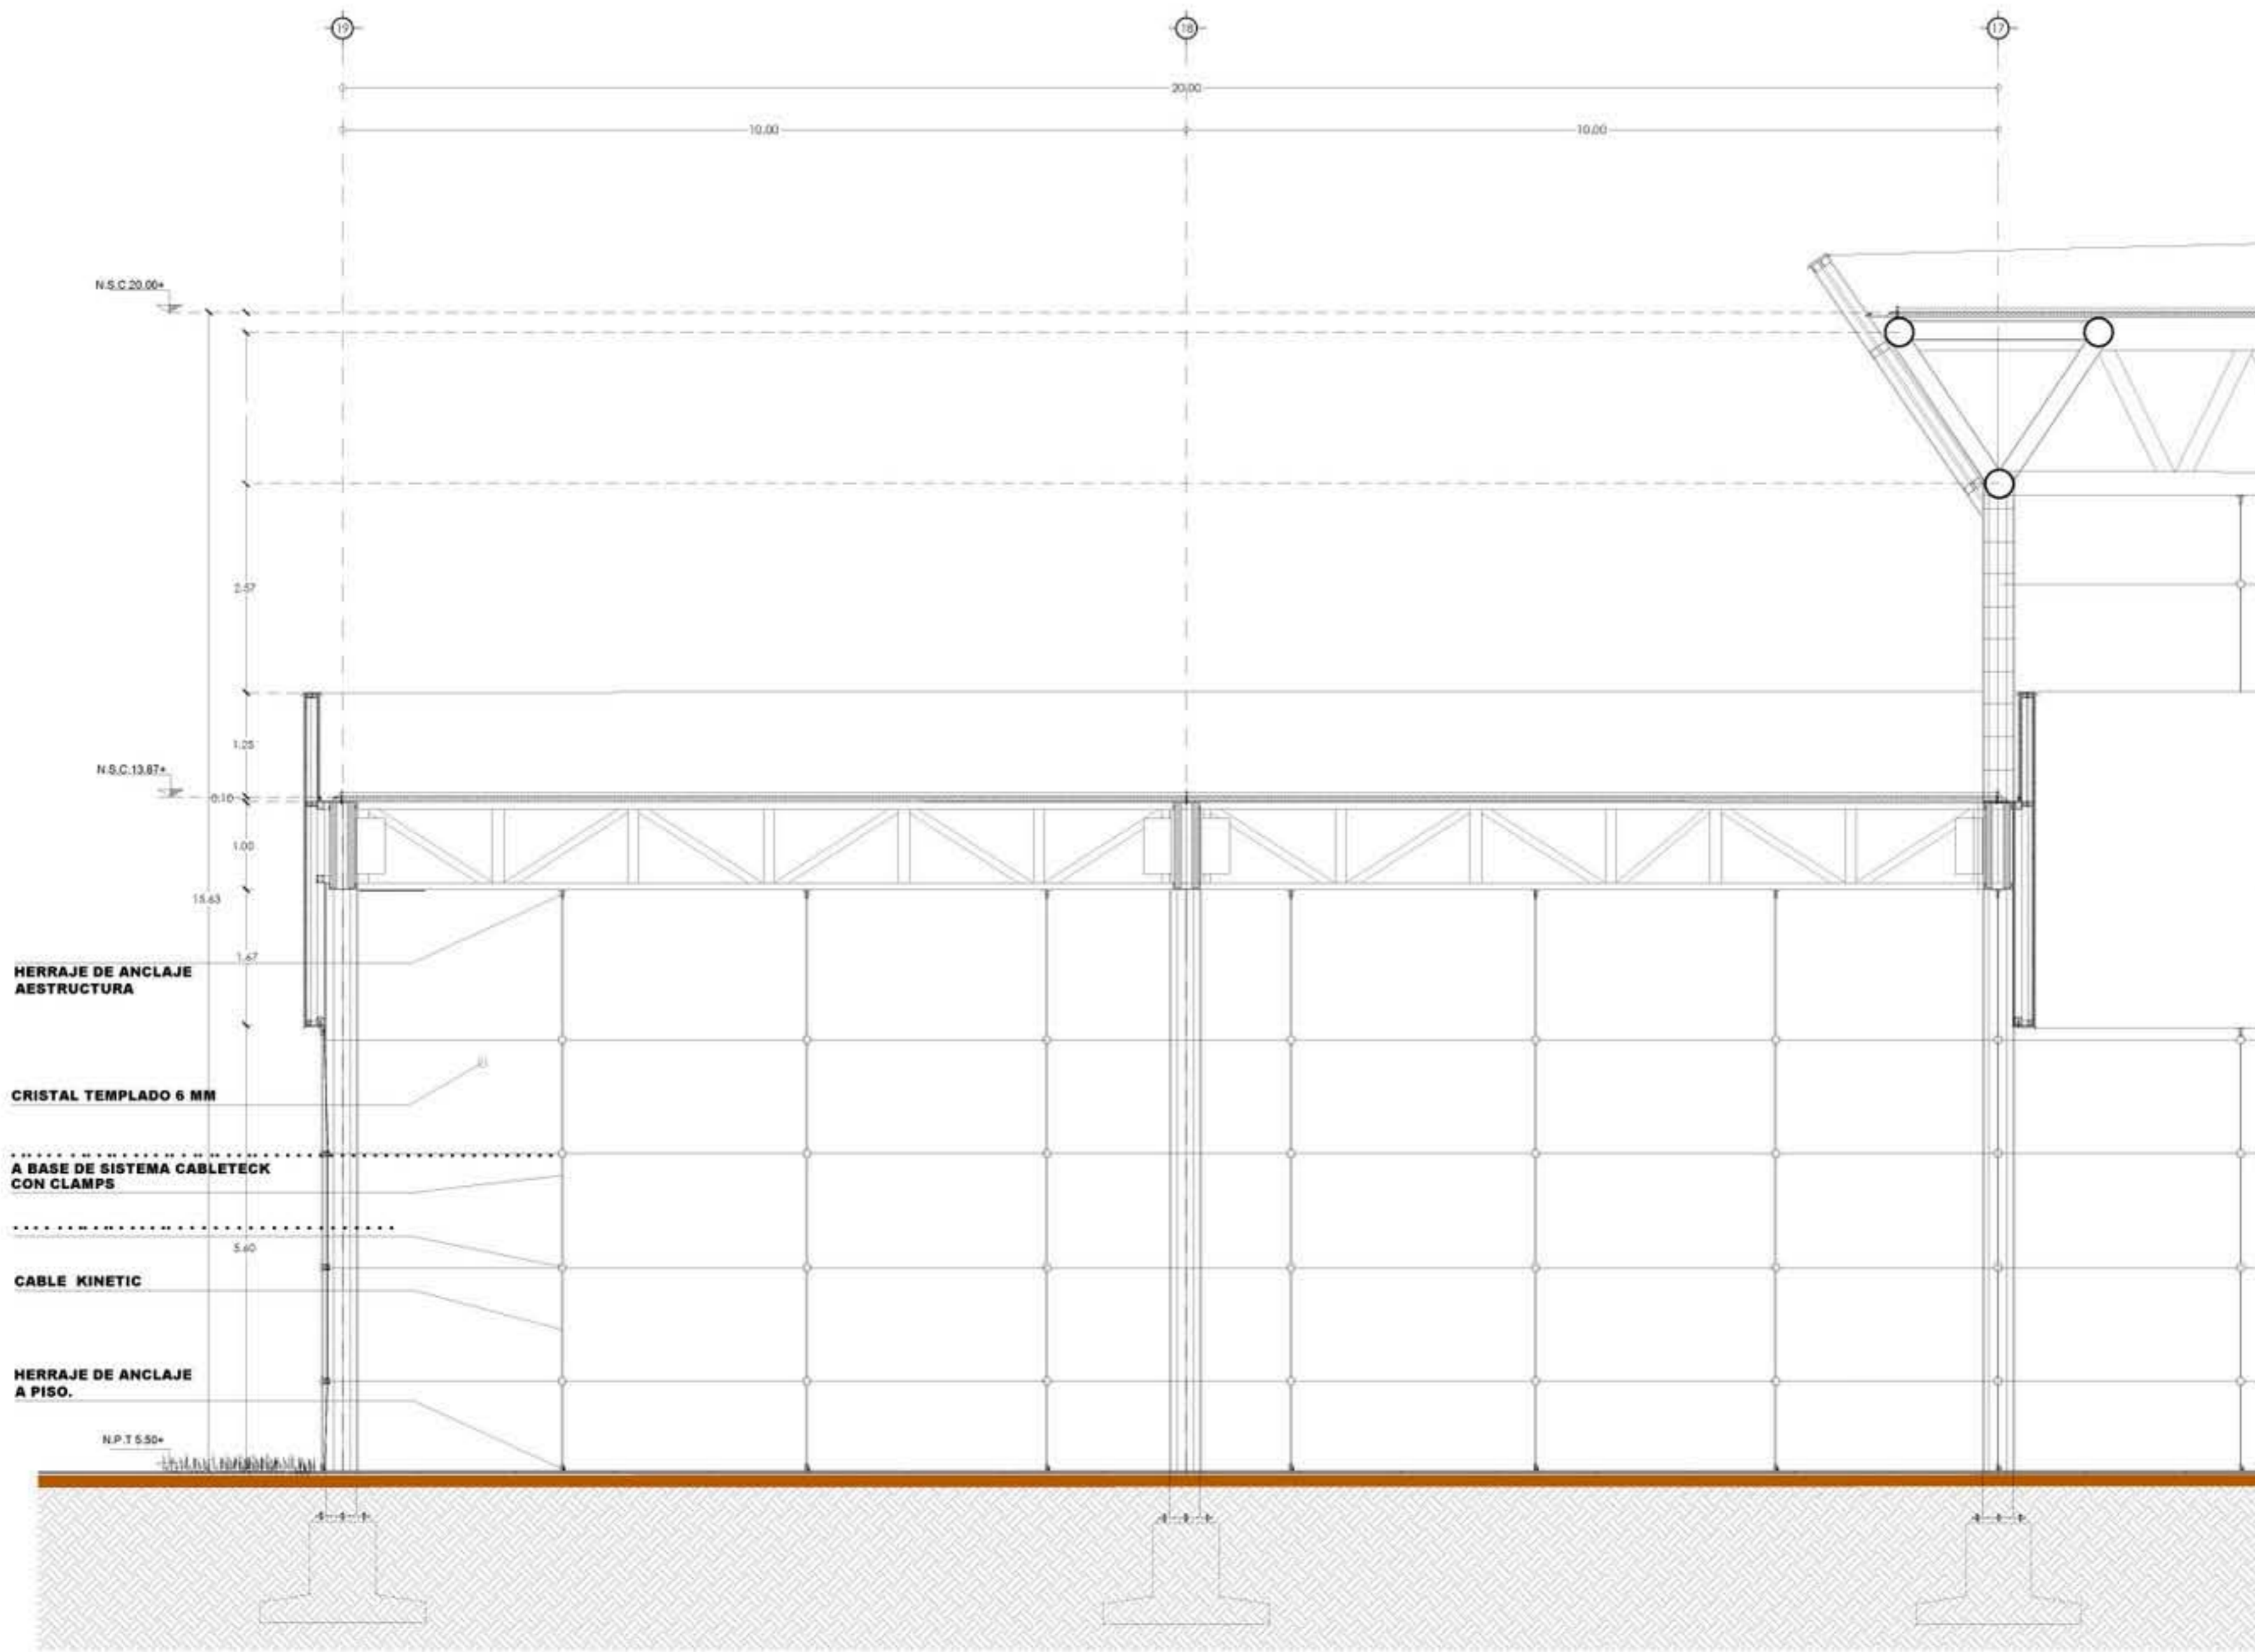 19
18
17
20.00
10.00
10.00
N.S.C.20.00+
2.57
1.25
N.S.C.13.87+
0.10
1.00
15.63
1.67
HERRAJE DE ANCLAJE
AESTRUCTURA
CRISTAL TEMPLADO 6 MM
A BASE DE SISTEMA CABLETECK
CON CLAMPS
5.60
CABLE KINETIC
HERRAJE DE ANCLAJE
A PISO.
N.P.T 5.50+